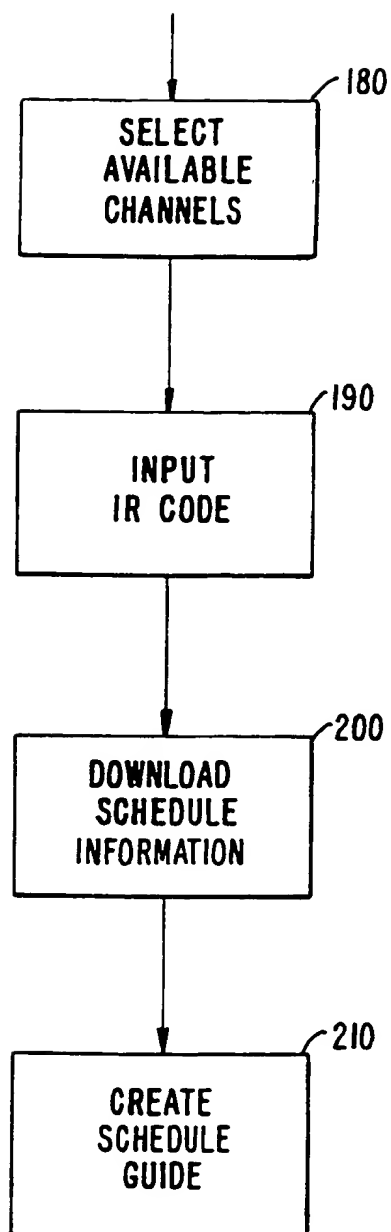 180
SELECT
AVAILABLE
CHANNELS
190
INPUT
IR CODE
200
DOWNLOAD
SCHEDULE
INFORMATION
210
CREATE
SCHEDULE
GUIDE